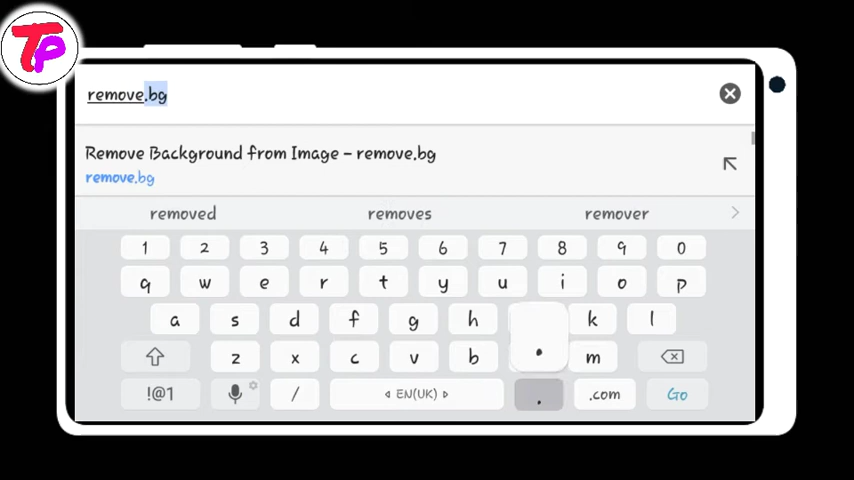 TP
remove.bg
Remove Background from Image – remove.bg
remove.bg
removed removes remover
1 2 3 4 5 6 7 8 9 0
q w e r t y u i o p
a s d f g h k l
z x c v b . m
!@1 / EN(UK) . .com Go